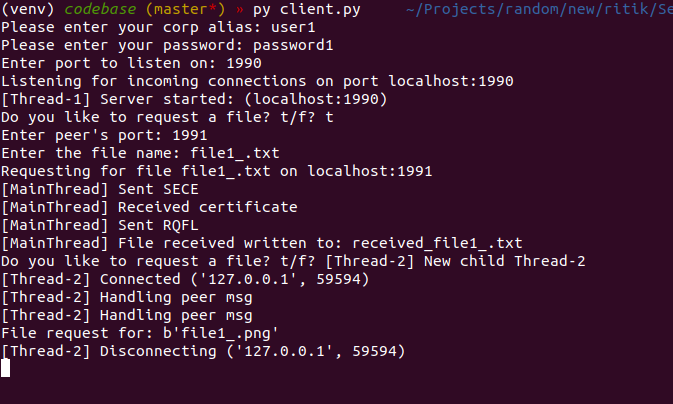 (venv) codebase (master*) » py client.py ~/Projects/random/new/ritik/Se
Please enter your corp alias: user1
Please enter your password: password1
Enter port to listen on: 1990
Listening for incoming connections on port localhost:1990
[Thread-1] Server started: (localhost:1990)
Do you like to request a file? t/f? t
Enter peer's port: 1991
Enter the file name: file1_.txt
Requesting for file file1_.txt on localhost:1991
[MainThread] Sent SECE
[MainThread] Received certificate
[MainThread] Sent RQFL
[MainThread] File received written to: received_file1_.txt
Do you like to request a file? t/f? [Thread-2] New child Thread-2
[Thread-2] Connected ('127.0.0.1', 59594)
[Thread-2] Handling peer msg
[Thread-2] Handling peer msg
File request for: b'file1_.png'
[Thread-2] Disconnecting ('127.0.0.1', 59594)